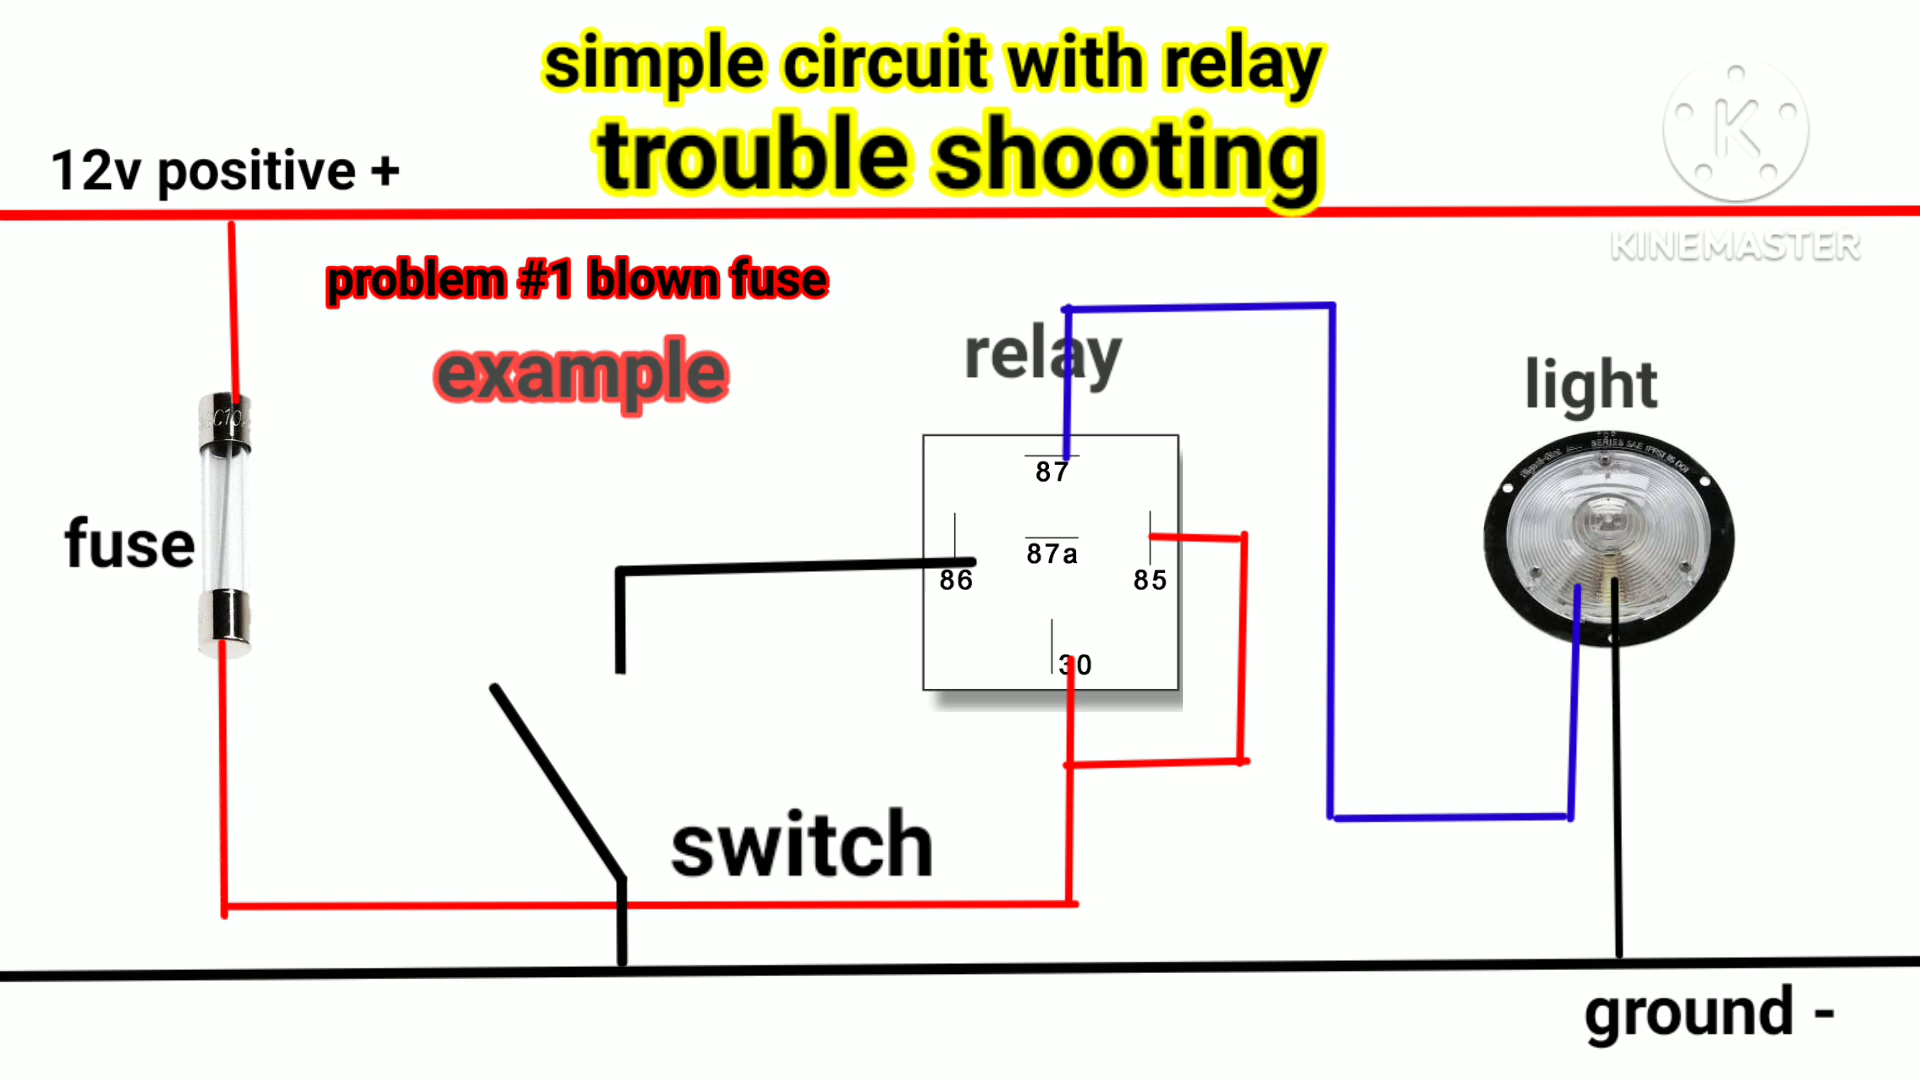 simple circuit with relay
trouble shooting
12v positive +
KINEMASTER
problem #1 blown fuse
example
relay
light
87
fuse
87a
86
85
30
switch
ground -